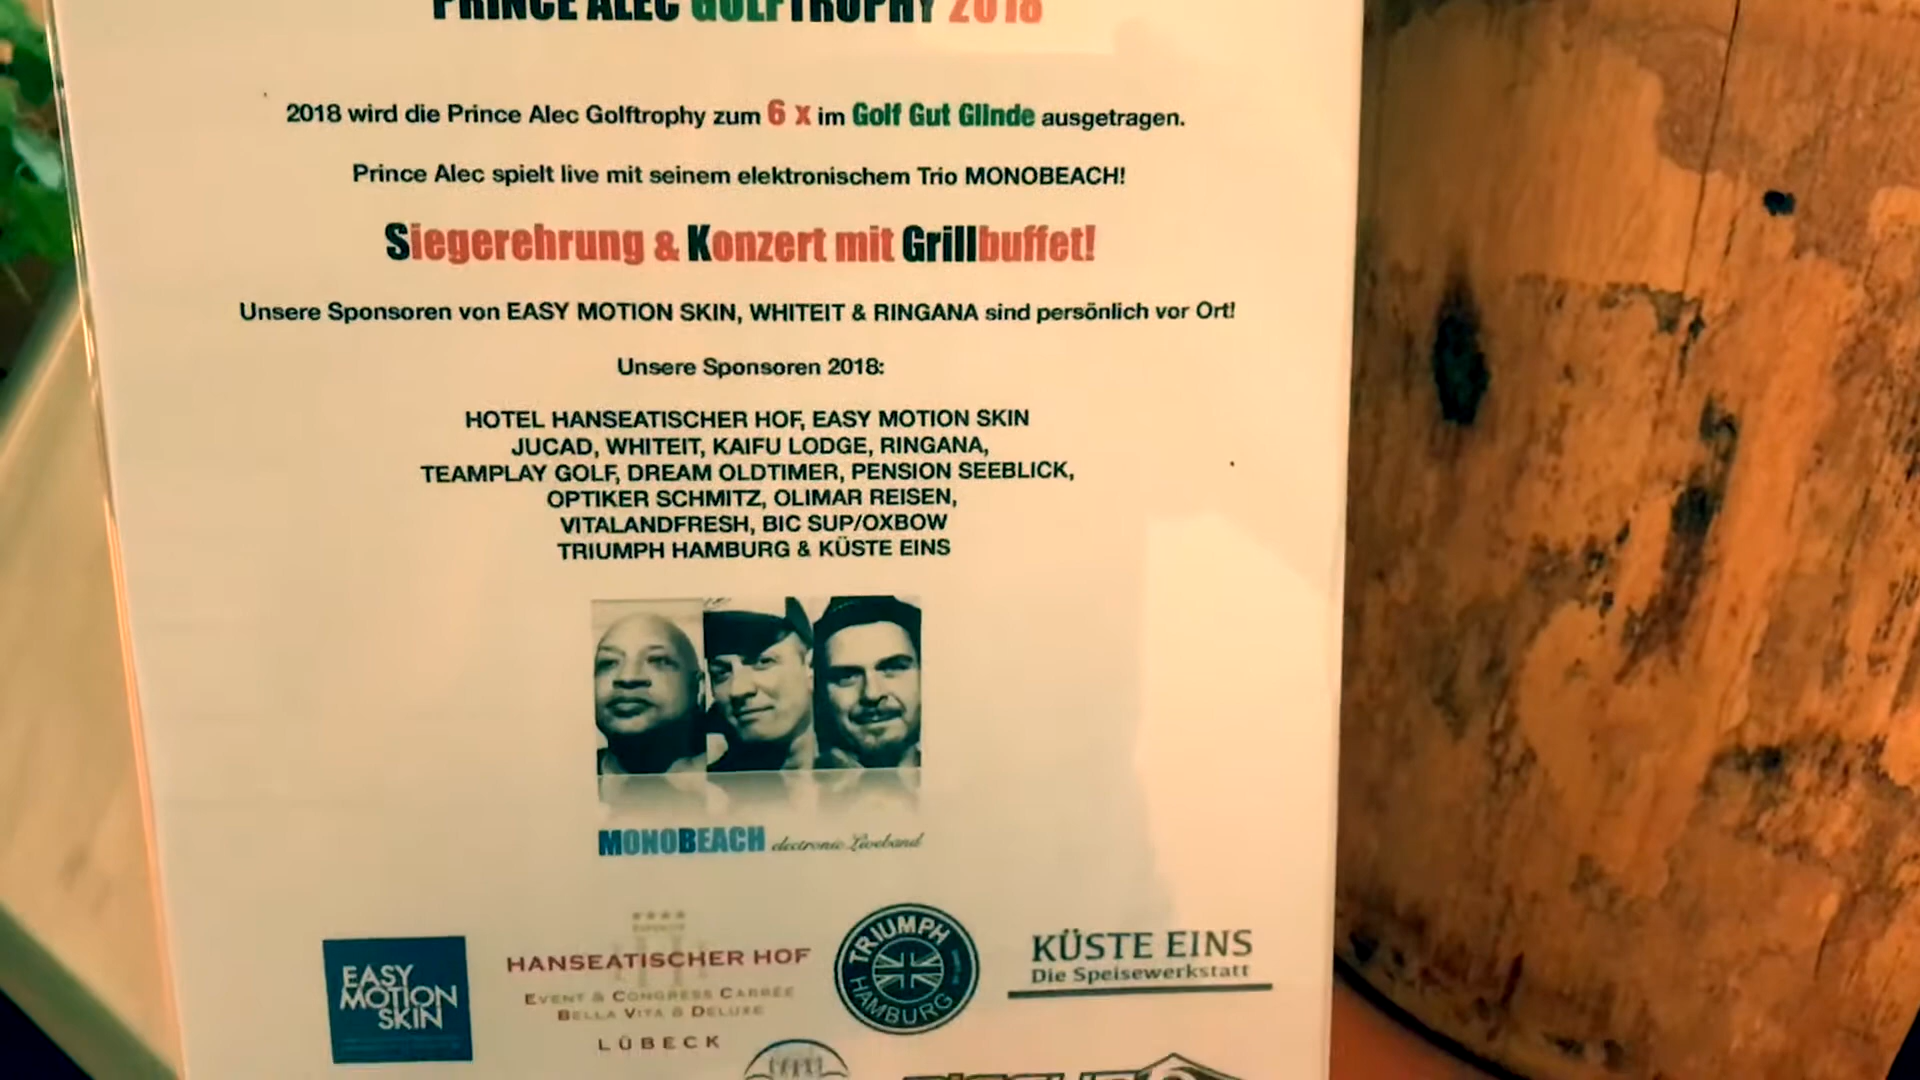 PRINCE ALEC GOLFTROPHY 2018
2018 wird die Prince Alec Golftrophy zum 6 x im Golf Gut Glinde ausgetragen.
Prince Alec spielt live mit seinem elektronischem Trio MONOBEACH!
Siegerehrung & Konzert mit Grillbuffet!
Unsere Sponsoren von EASY MOTION SKIN, WHITEIT & RINGANA sind persönlich vor Ort!
Unsere Sponsoren 2018:
HOTEL HANSEATISCHER HOF, EASY MOTION SKIN
JUCAD, WHITEIT, KAIFU LODGE, RINGANA,
TEAMPLAY GOLF, DREAM OLDTIMER, PENSION SEEBLICK,
OPTIKER SCHMITZ, OLIMAR REISEN,
VITALANDFRESH, BIC SUP/OXBOW
TRIUMPH HAMBURG & KÜSTE EINS
MONOBEACH electronic Liveband
EASY
MOTION
SKIN
HANSEATISCHER HOF
EVENT & CONGRESS CARRÉE
BELLA VITA & DELUXE
LÜBECK
TRIUMPH
HAMBURG
KÜSTE EINS
Die Speisewerkstatt